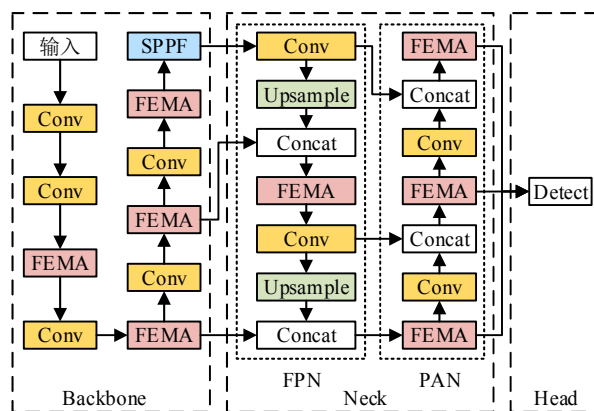 输入
Conv
Conv
FEMA
Conv
SPPF
FEMA
Conv
FEMA
Conv
FEMA
Backbone
Conv
Upsample
Concat
FEMA
Conv
Upsample
Concat
FPN
FEMA
Concat
Conv
FEMA
Concat
Conv
FEMA
PAN
Neck
Detect
Head